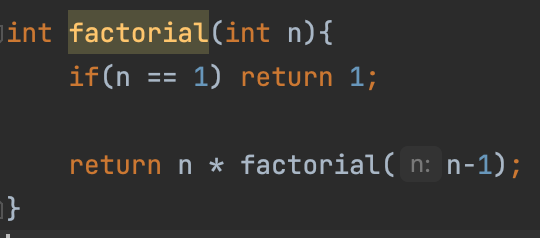 int factorial(int n){
if(n == 1) return 1;
return n * factorial( n: n-1);
}